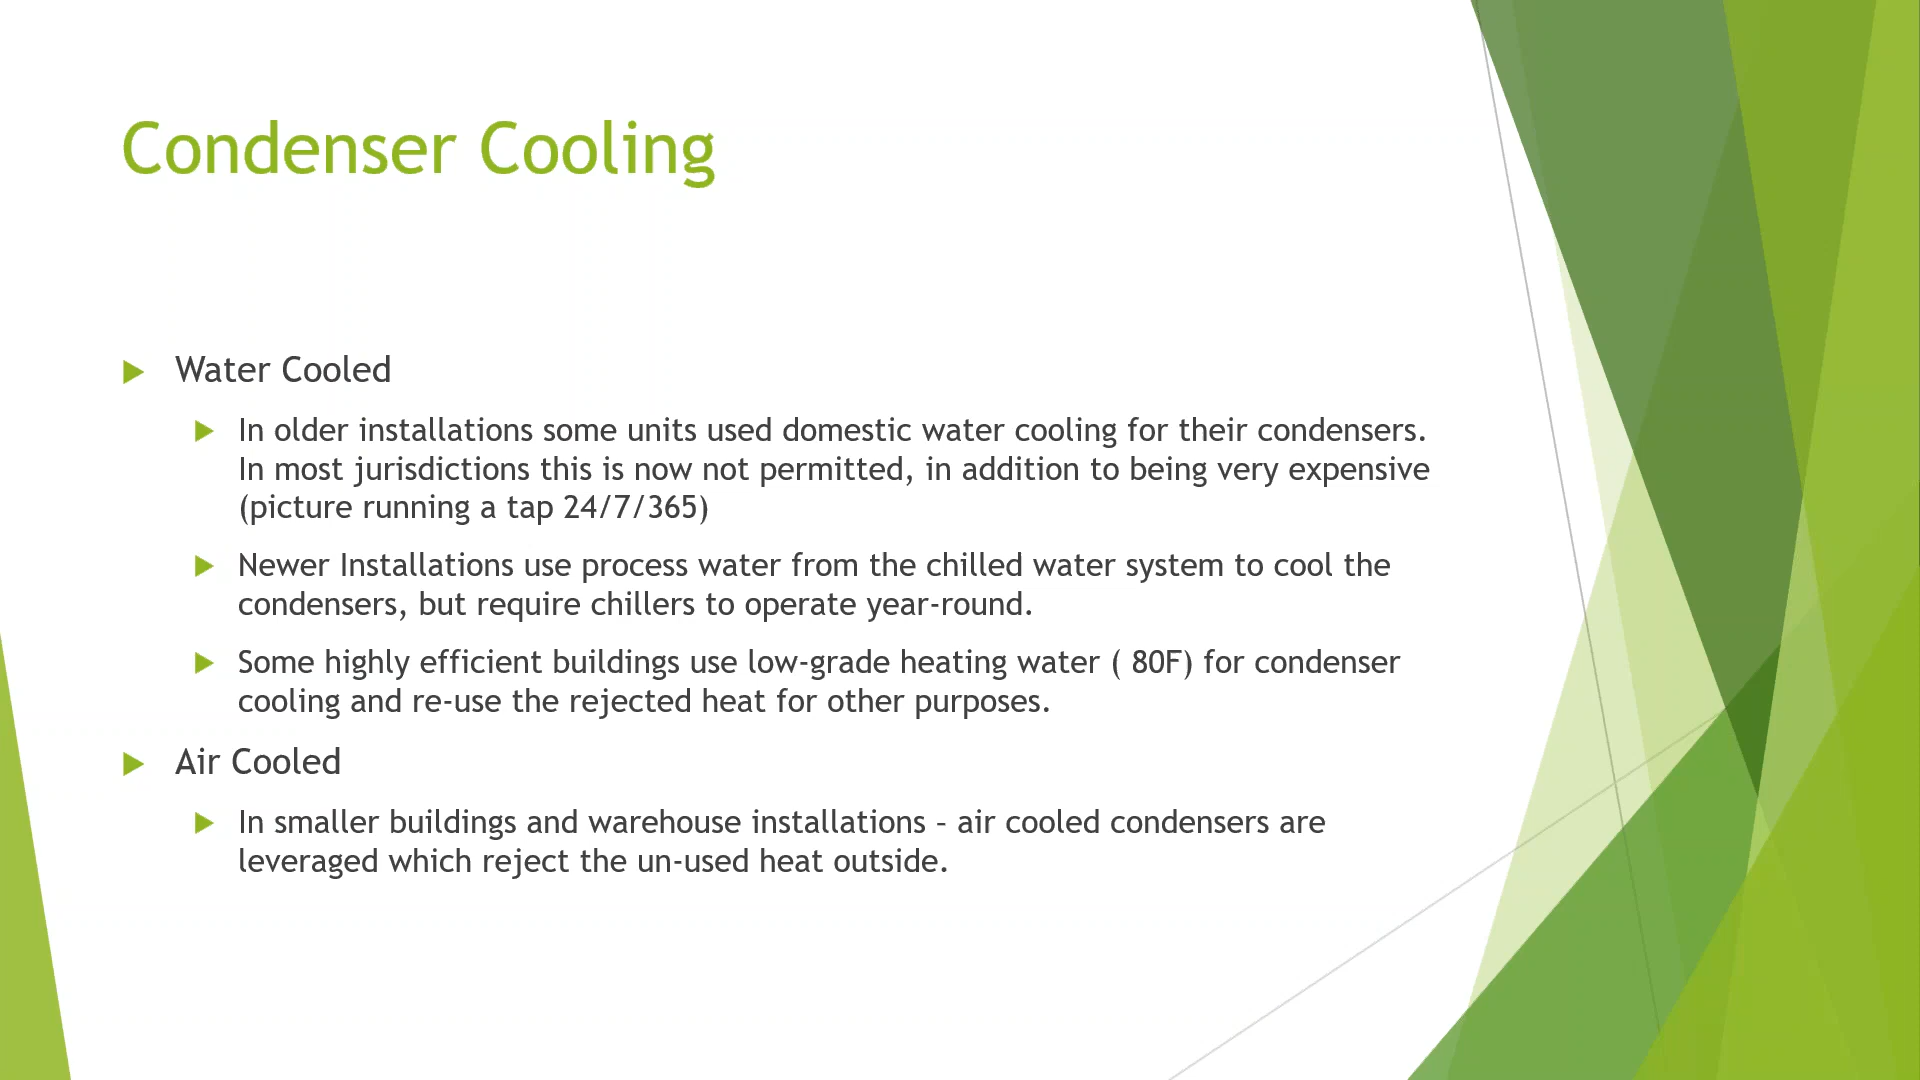 Condenser Cooling
Water Cooled
In older installations some units used domestic water cooling for their condensers.
In most jurisdictions this is now not permitted, in addition to being very expensive
(picture running a tap 24/7/365)
Newer Installations use process water from the chilled water system to cool the
condensers, but require chillers to operate year-round.
Some highly efficient buildings use low-grade heating water ( 80F) for condenser
cooling and re-use the rejected heat for other purposes.
Air Cooled
In smaller buildings and warehouse installations – air cooled condensers are
leveraged which reject the un-used heat outside.